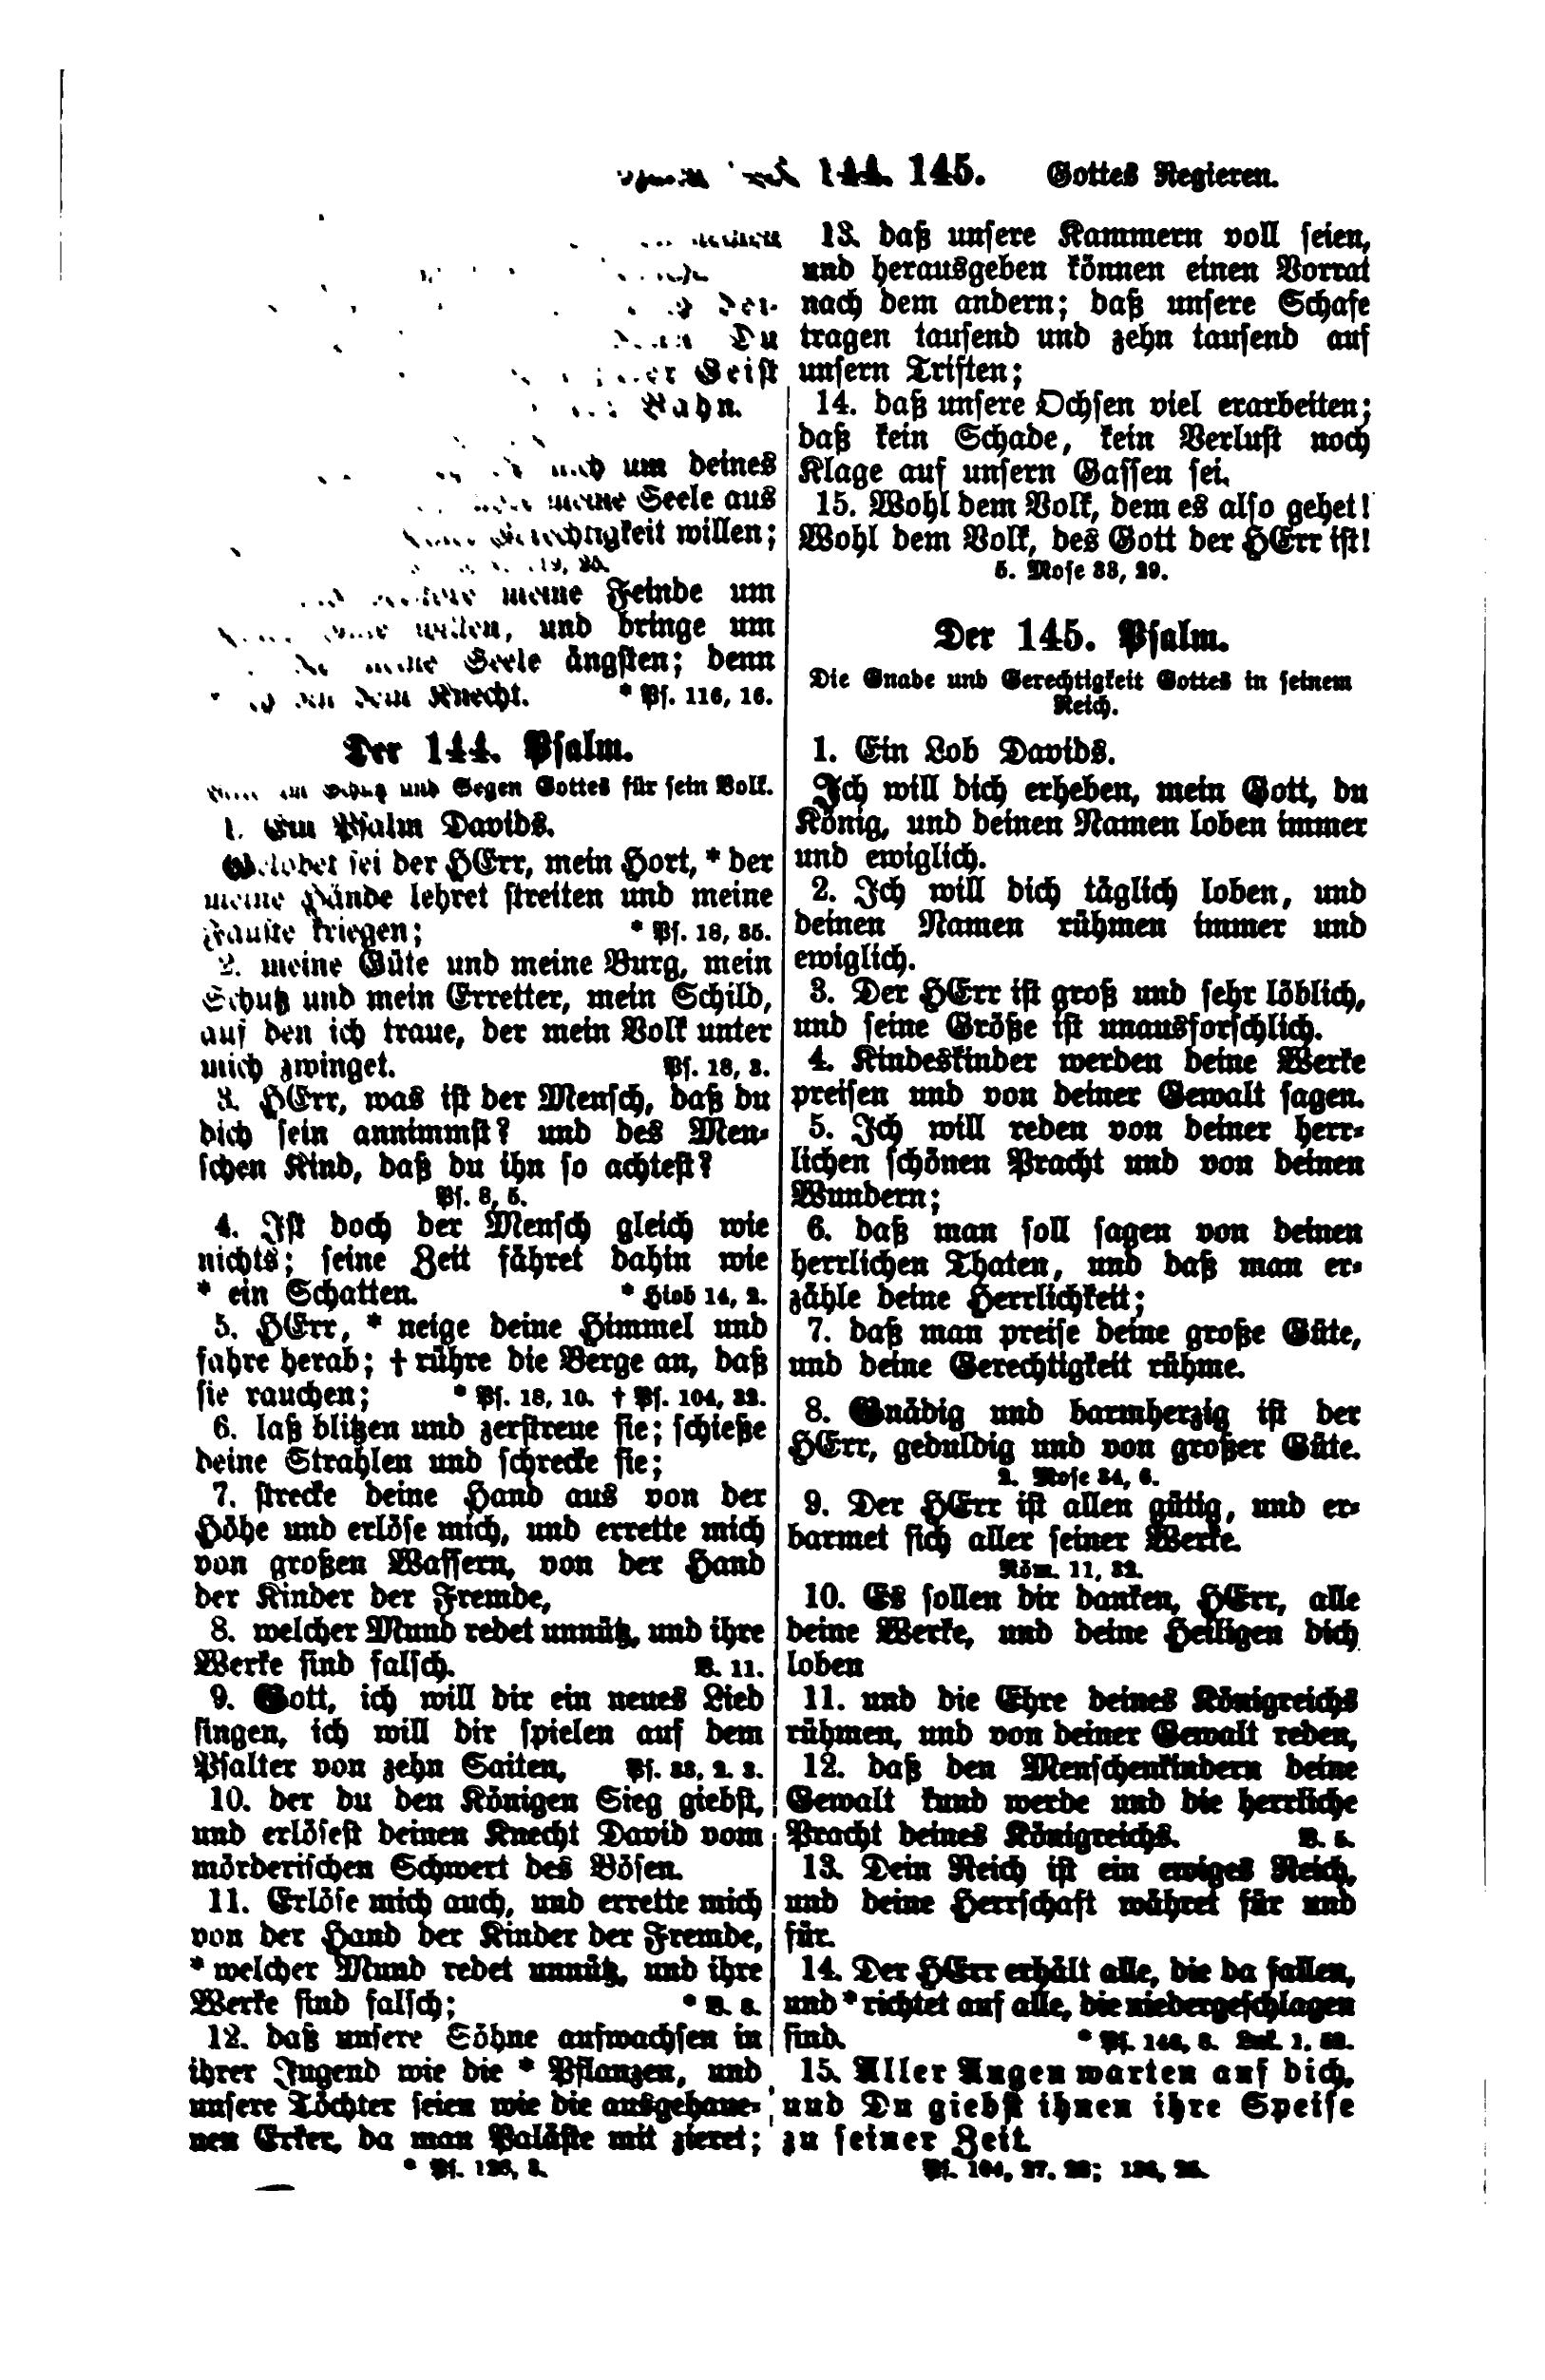 144. 145. Gottes Regieren.
Du
Geist
Bahn.
und um deines
meine Seele aus
willen;
meine Feinde um
willen, und bringe um
meine Seele ängsten; denn
dein Knecht. * Ps. 116, 16.
Der 144. Psalm.
und Segen Gottes für sein Volk.
1. Ein Psalm Davids.
Gelobet sei der HErr, mein Hort, * der
meine Hände lehret streiten und meine
Fäuste kriegen; * Ps. 18, 35.
2. meine Güte und meine Burg, mein
Schutz und mein Erretter, mein Schild,
auf den ich traue, der mein Volk unter
mich zwinget. Ps. 18, 3.
3. HErr, was ist der Mensch, daß du
dich sein annimmst? und des Men-
schen Kind, daß du ihn so achtest?
Ps. 8, 5.
4. Ist doch der Mensch gleich wie
nichts; seine Zeit fähret dahin wie
* ein Schatten. * Hiob 14, 2.
5. HErr, * neige deine Himmel und
fahre herab; † rühre die Berge an, daß
sie rauchen; * Ps. 18, 10. † Ps. 104, 32.
6. laß blitzen und zerstreue sie; schieße
deine Strahlen und schrecke sie;
7. strecke deine Hand aus von der
Höhe und erlöse mich, und errette mich
von großen Wassern, von der Hand
der Kinder der Fremde,
8. welcher Mund redet unnütz, und ihre
Werke sind falsch. V. 11.
9. Gott, ich will dir ein neues Lied
singen, ich will dir spielen auf dem
Psalter von zehn Saiten, Ps. 33, 2. 3.
10. der du den Königen Sieg giebst,
und erlösest deinen Knecht David vom
mörderischen Schwert des Bösen.
11. Erlöse mich auch, und errette mich
von der Hand der Kinder der Fremde,
* welcher Mund redet unnütz, und ihre
Werke sind falsch; * V. 8.
12. daß unsere Söhne aufwachsen in
ihrer Jugend wie die * Pflanzen, und
unsere Töchter seien wie die ausgehaue-
nen Erker, da man Paläste mit zieret;
* Ps. 128, 3.
13. daß unsere Kammern voll seien,
und herausgeben können einen Vorrat
nach dem andern; daß unsere Schafe
tragen tausend und zehn tausend auf
unsern Triften;
14. daß unsere Ochsen viel erarbeiten;
daß kein Schade, kein Verlust noch
Klage auf unsern Gassen sei.
15. Wohl dem Volk, dem es also gehet!
Wohl dem Volk, des Gott der HErr ist!
5. Mose 33, 29.
Der 145. Psalm.
Die Gnade und Gerechtigkeit Gottes in seinem
Reich.
1. Ein Lob Davids.
Ich will dich erheben, mein Gott, du
König, und deinen Namen loben immer
und ewiglich.
2. Ich will dich täglich loben, und
deinen Namen rühmen immer und
ewiglich.
3. Der HErr ist groß und sehr löblich,
und seine Größe ist unausforschlich.
4. Kindeskinder werden deine Werke
preisen und von deiner Gewalt sagen.
5. Ich will reden von deiner herr-
lichen schönen Pracht und von deinen
Wundern;
6. daß man soll sagen von deinen
herrlichen Thaten, und daß man er-
zähle deine Herrlichkeit;
7. daß man preise deine große Güte,
und deine Gerechtigkeit rühme.
8. Gnädig und barmherzig ist der
HErr, geduldig und von großer Güte.
2. Mose 34, 6.
9. Der HErr ist allen gütig, und er-
barmet sich aller seiner Werke.
Röm. 11, 32.
10. Es sollen dir danken, HErr, alle
deine Werke, und deine Heiligen dich
loben
11. und die Ehre deines Königreichs
rühmen, und von deiner Gewalt reden,
12. daß den Menschenkindern deine
Gewalt kund werde und die herrliche
Pracht deines Königreichs. V. 5.
13. Dein Reich ist ein ewiges Reich,
und deine Herrschaft währet für und
für.
14. Der HErr erhält alle, die da fallen,
und * richtet auf alle, die niedergeschlagen
sind. * Ps. 146, 8. Luk. 1, 52.
15. Aller Augen warten auf dich,
und Du giebst ihnen ihre Speise
zu seiner Zeit.
Ps. 104, 27. 28; 136, 25.